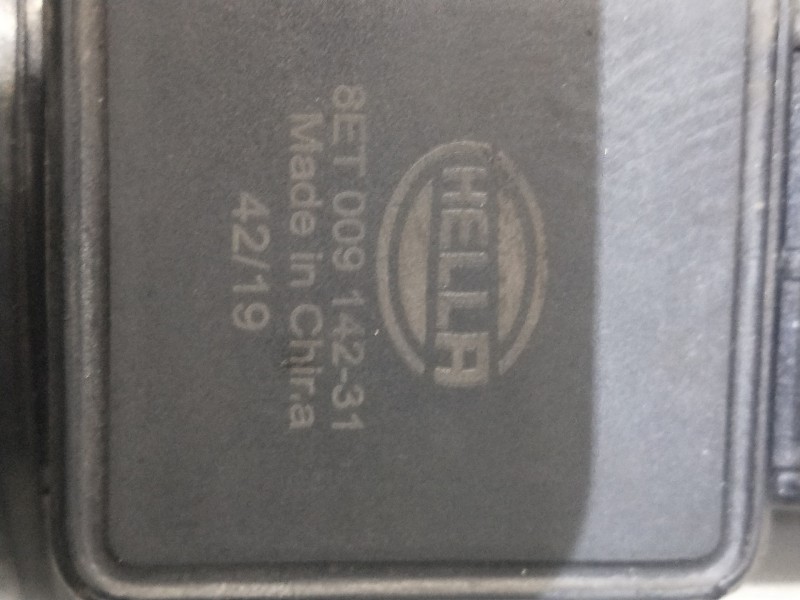 HELLA
8ET 009 142-31
Made in China
42/19